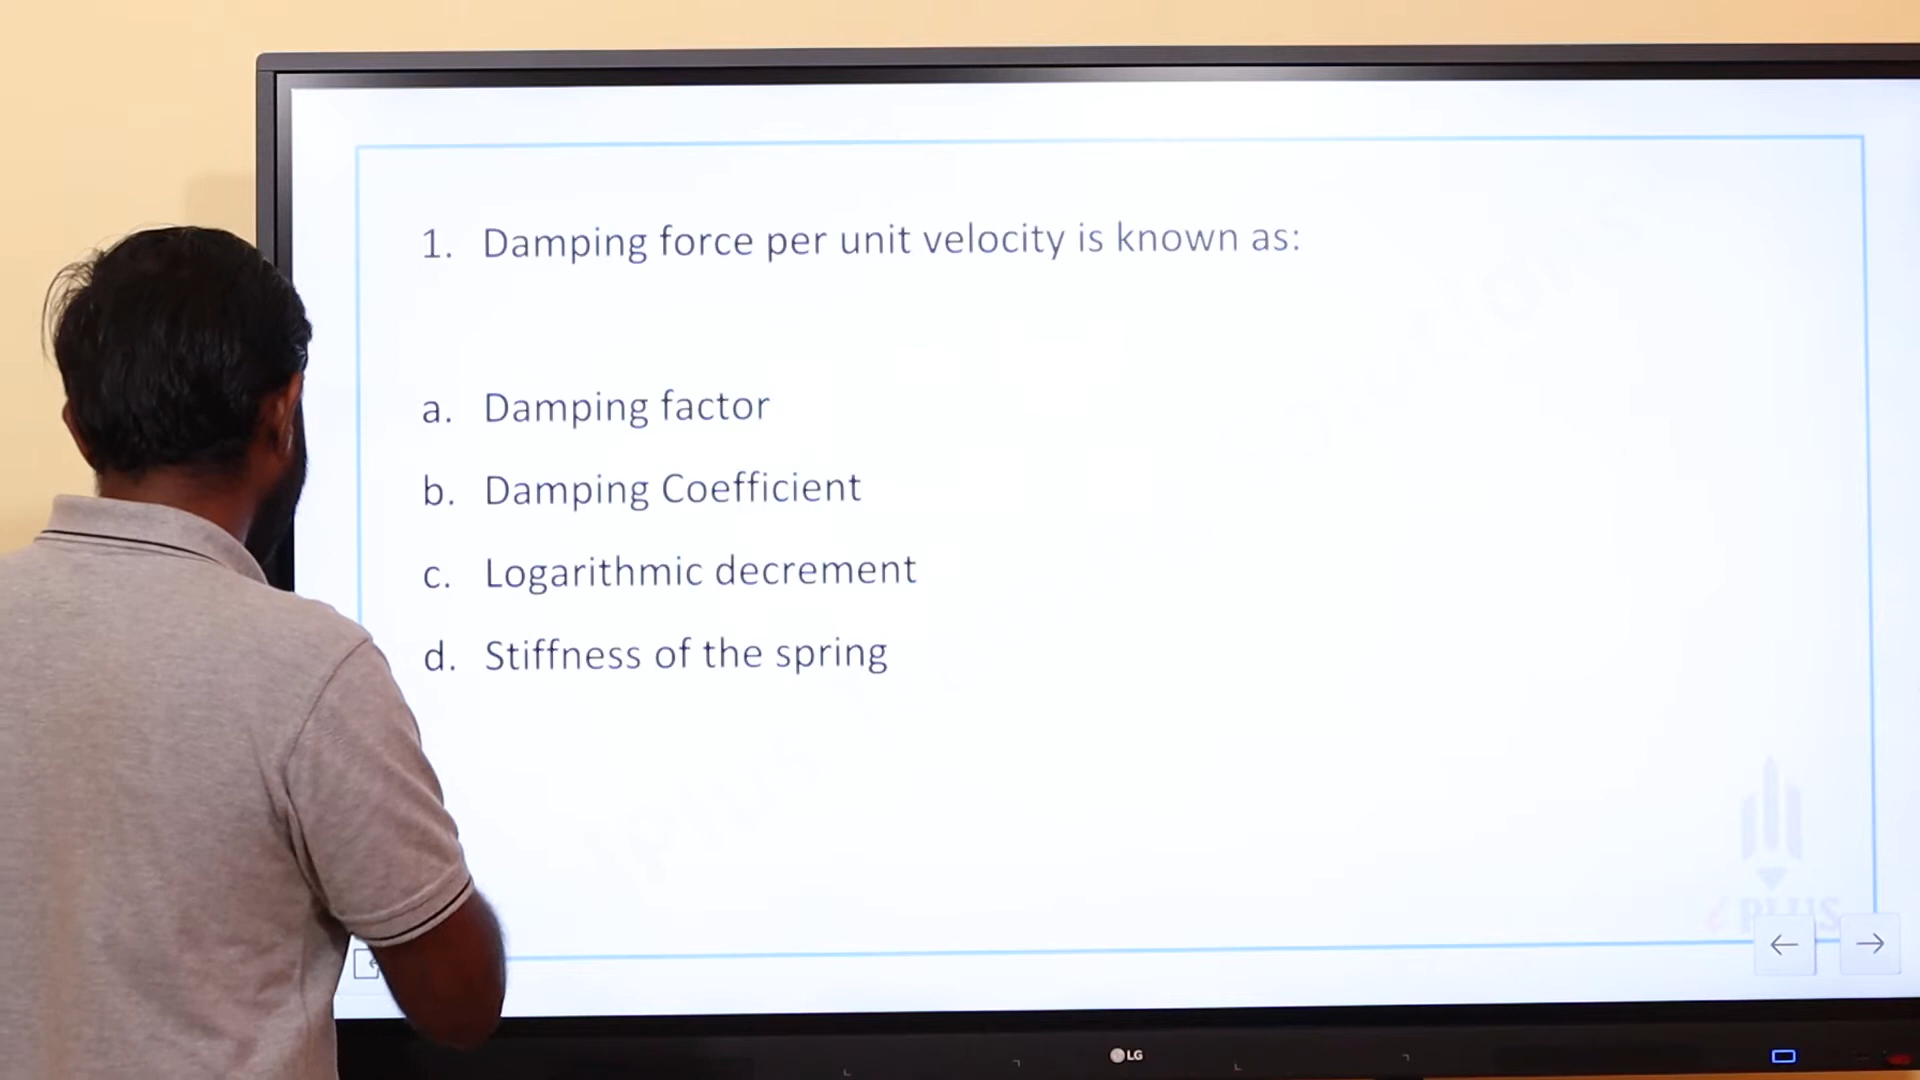 1. Damping force per unit velocity is known as:
a. Damping factor
b. Damping Coefficient
c. Logarithmic decrement
d. Stiffness of the spring
PLUS
LG